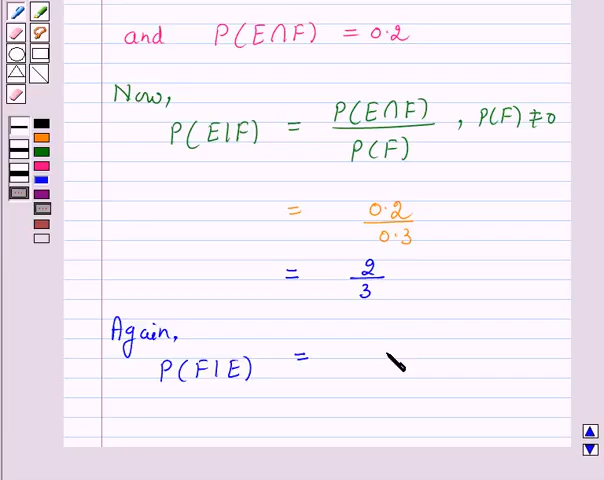 and P(E∩F) = 0.2
Now,
P(E|F) = P(E∩F) / P(F) , P(F) ≠ 0
= 0.2 / 0.3
= 2 / 3
Again,
P(F|E) =